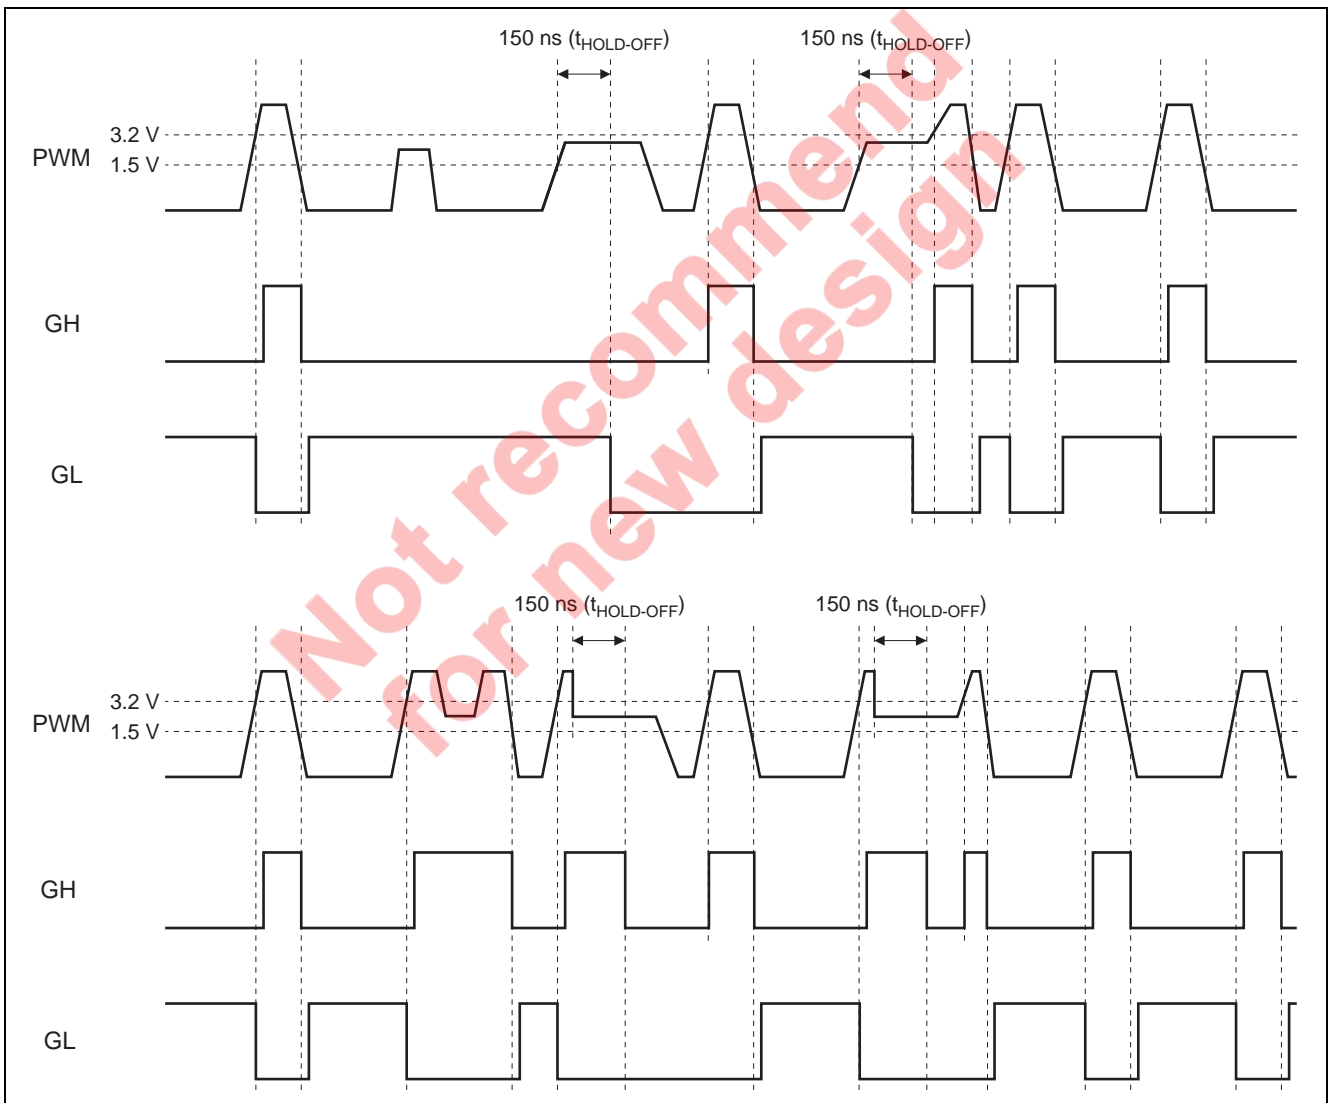 150 ns (tHOLD-OFF) 150 ns (tHOLD-OFF)
3.2 V
PWM
1.5 V
GH
GL
Not recommend
for new design
150 ns (tHOLD-OFF) 150 ns (tHOLD-OFF)
3.2 V
PWM
1.5 V
GH
GL